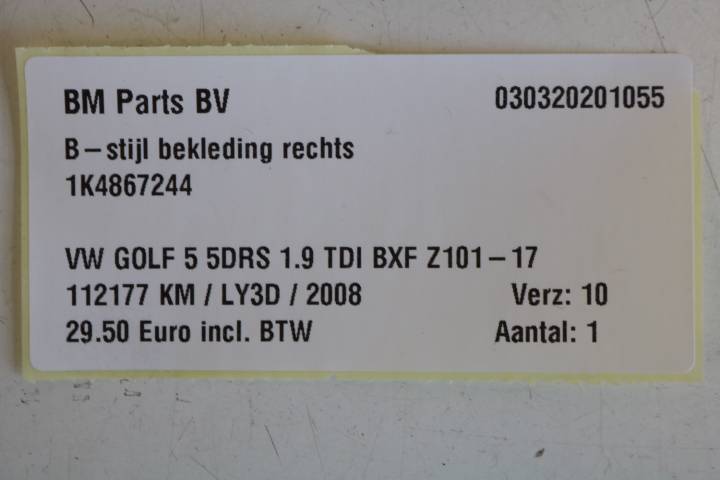 BM Parts BV 030320201055
B-stijl bekleding rechts
1K4867244
VW GOLF 5 5DRS 1.9 TDI BXF Z101-17
112177 KM / LY3D / 2008 Verz: 10
29.50 Euro incl. BTW Aantal: 1